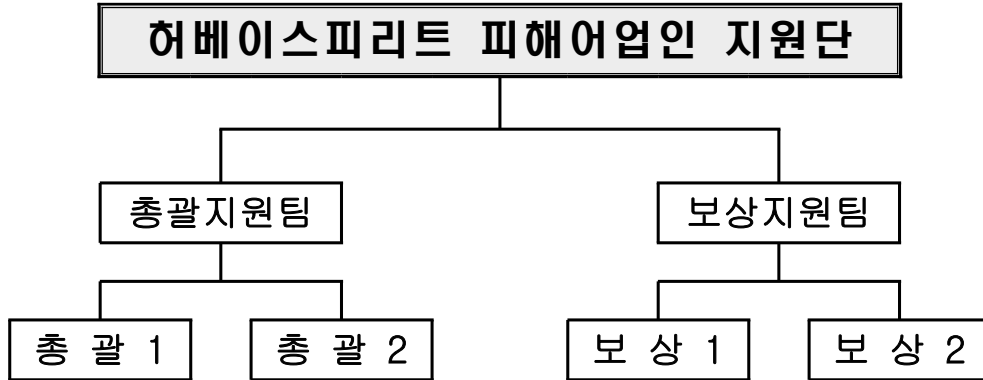 허베이스피리트 피해어업인 지원단
총괄지원팀 보상지원팀
총 괄 1 총 괄 2 보 상 1 보 상 2